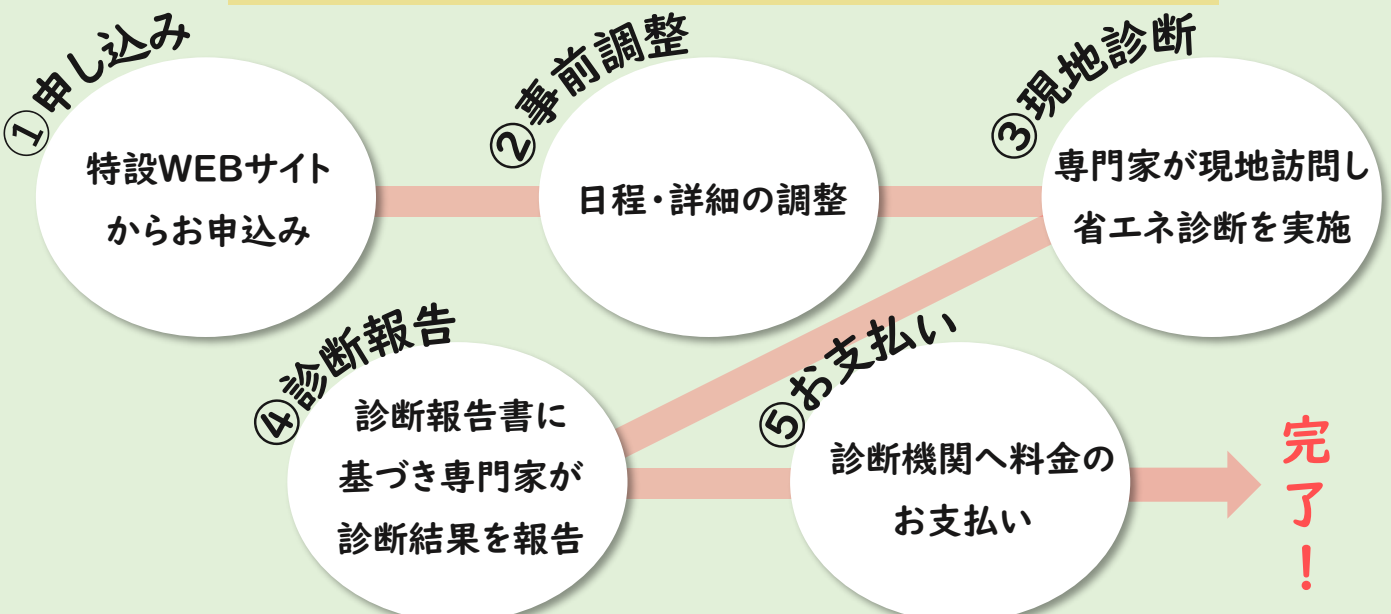 ①申し込み
特設WEBサイト
からお申込み
②事前調整
日程・詳細の調整
③現地診断
専門家が現地訪問し
省エネ診断を実施
④診断報告
診断報告書に
基づき専門家が
診断結果を報告
⑤お支払い
診断機関へ料金の
お支払い
完了!